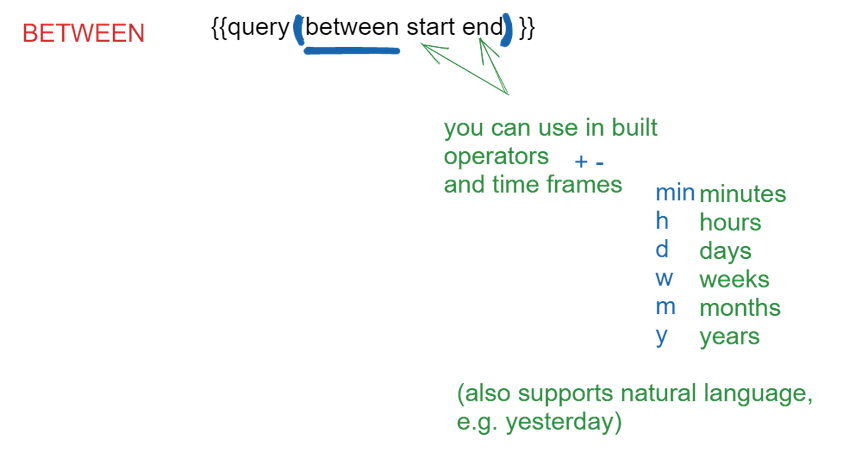 BETWEEN
{{query (between start end) }}
you can use in built
operators + -
and time frames
min minutes
h hours
d days
w weeks
m months
y years
(also supports natural language,
e.g. yesterday)